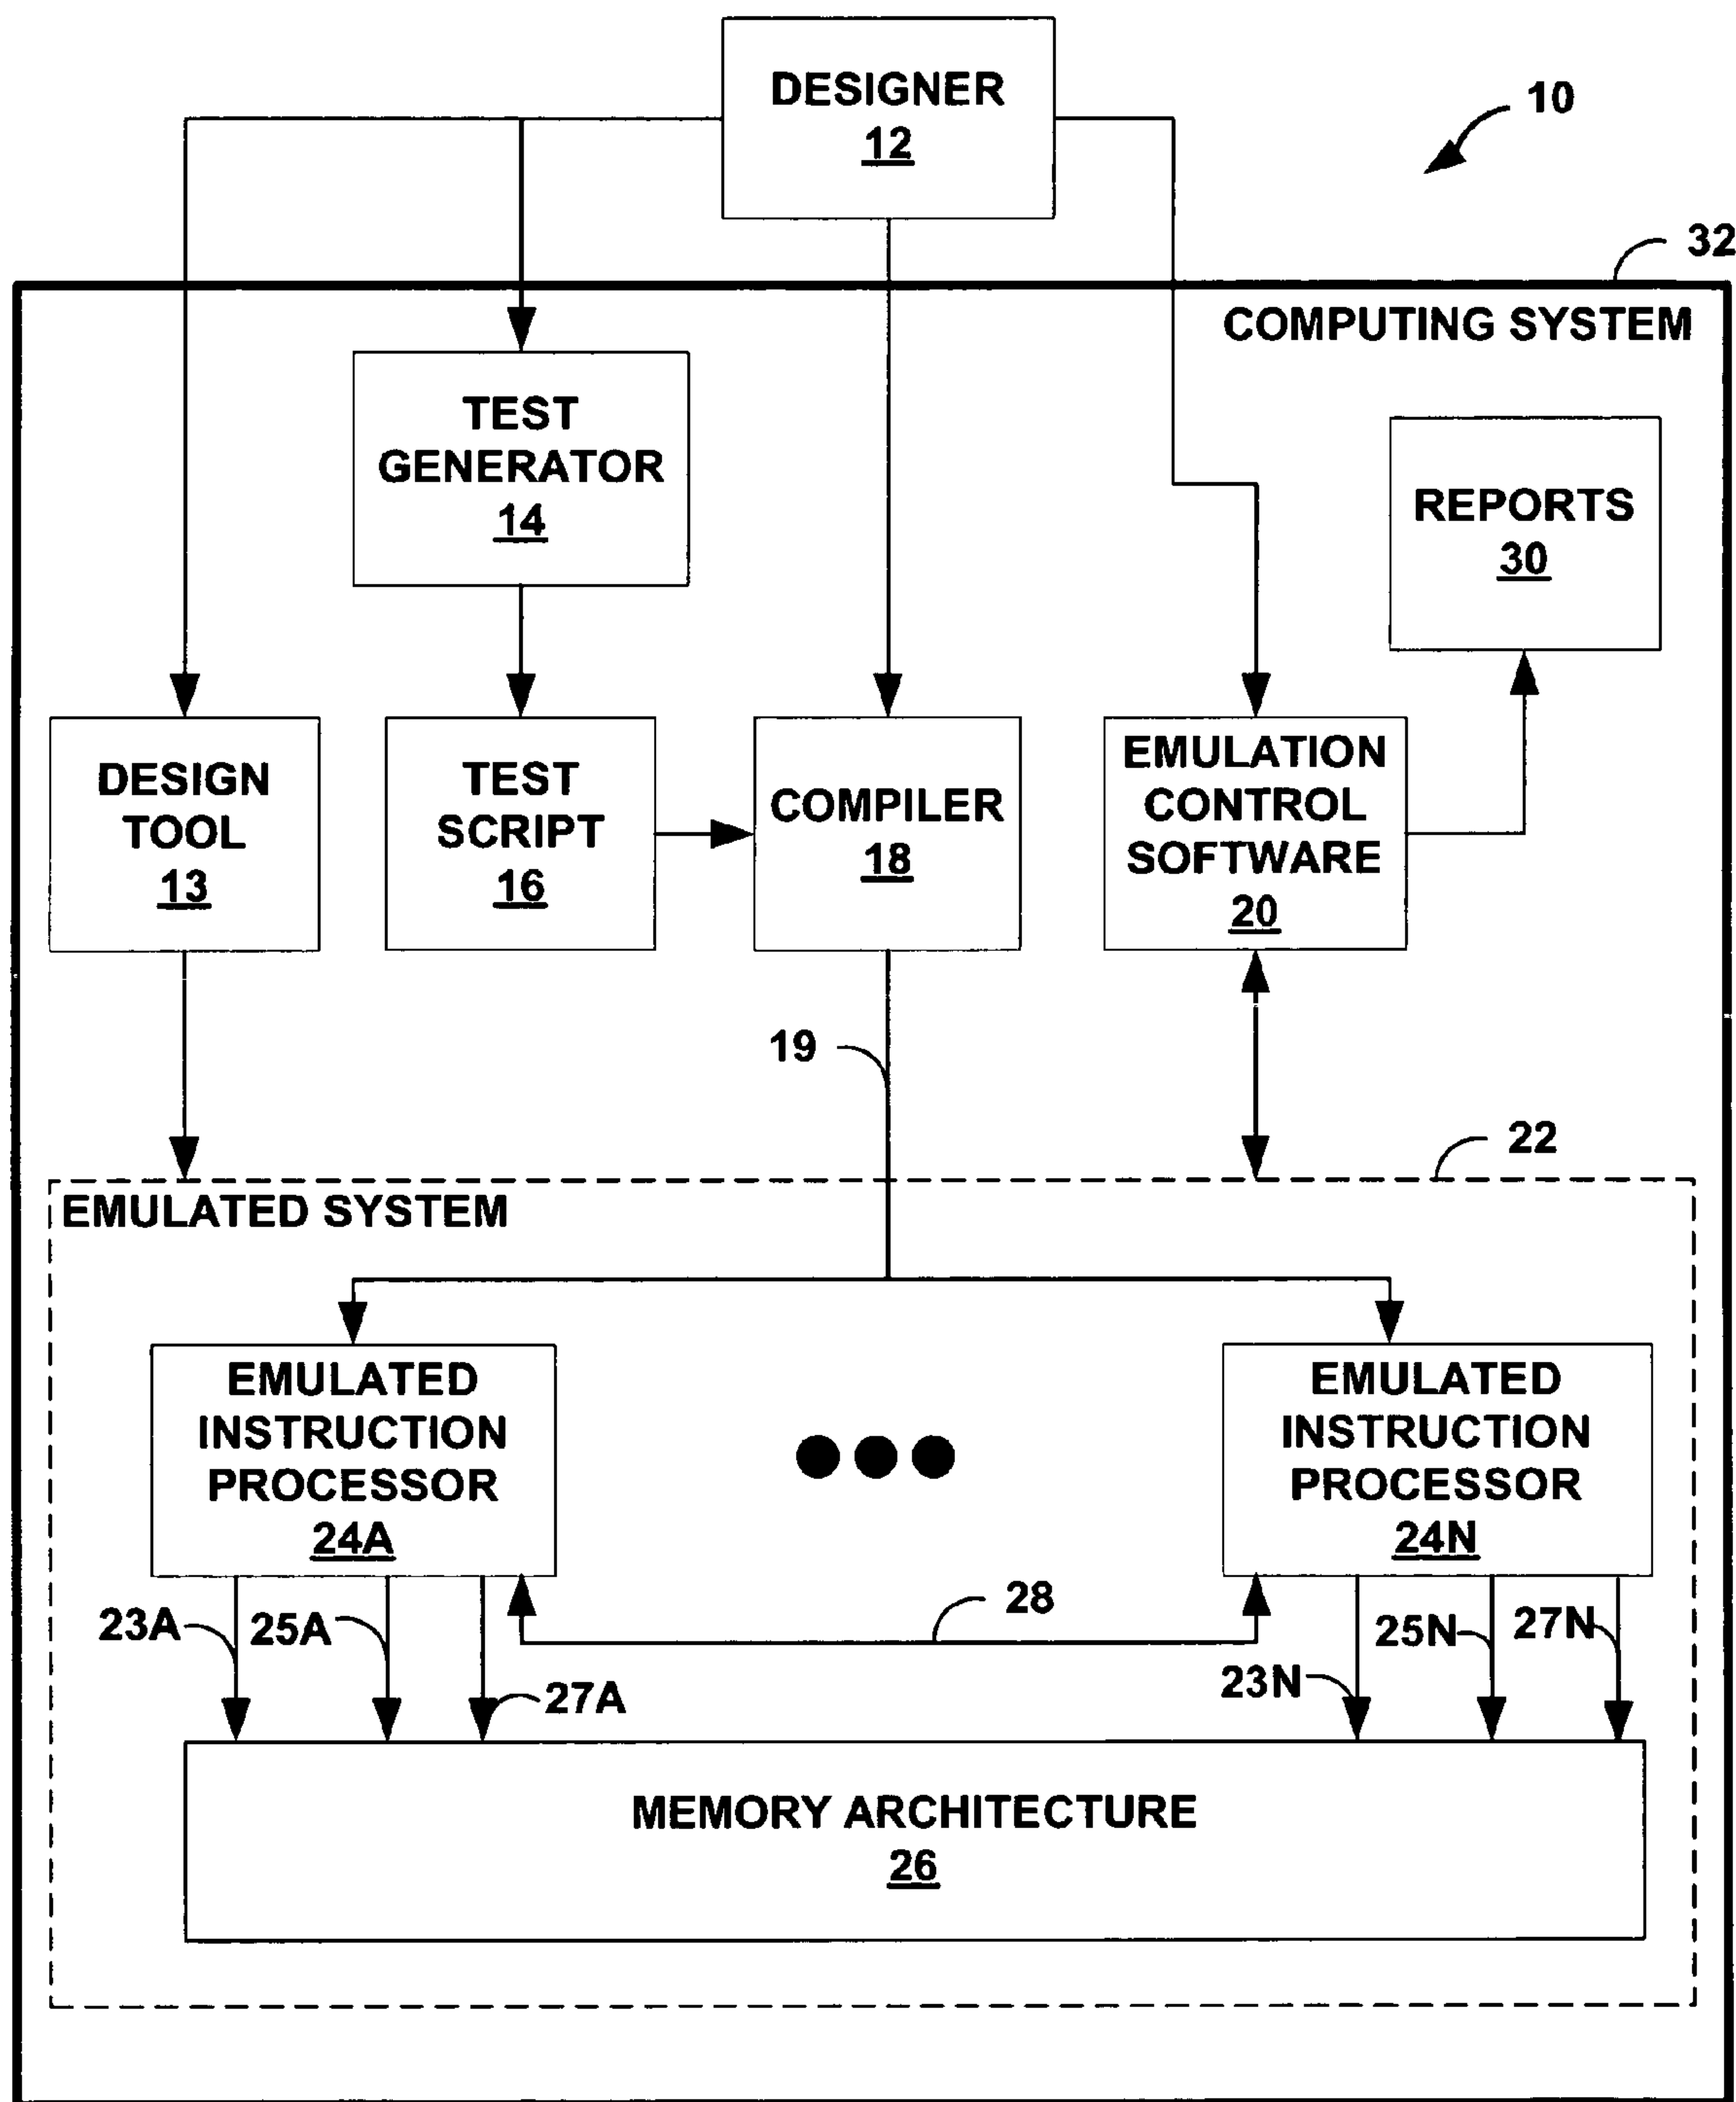 DESIGNER
12
10
32
COMPUTING SYSTEM
TEST
GENERATOR
14
REPORTS
30
DESIGN
TOOL
13
TEST
SCRIPT
16
COMPILER
18
EMULATION
CONTROL
SOFTWARE
20
19
22
EMULATED SYSTEM
EMULATED
INSTRUCTION
PROCESSOR
24A
EMULATED
INSTRUCTION
PROCESSOR
24N
23A
25A
27A
28
23N
25N
27N
MEMORY ARCHITECTURE
26